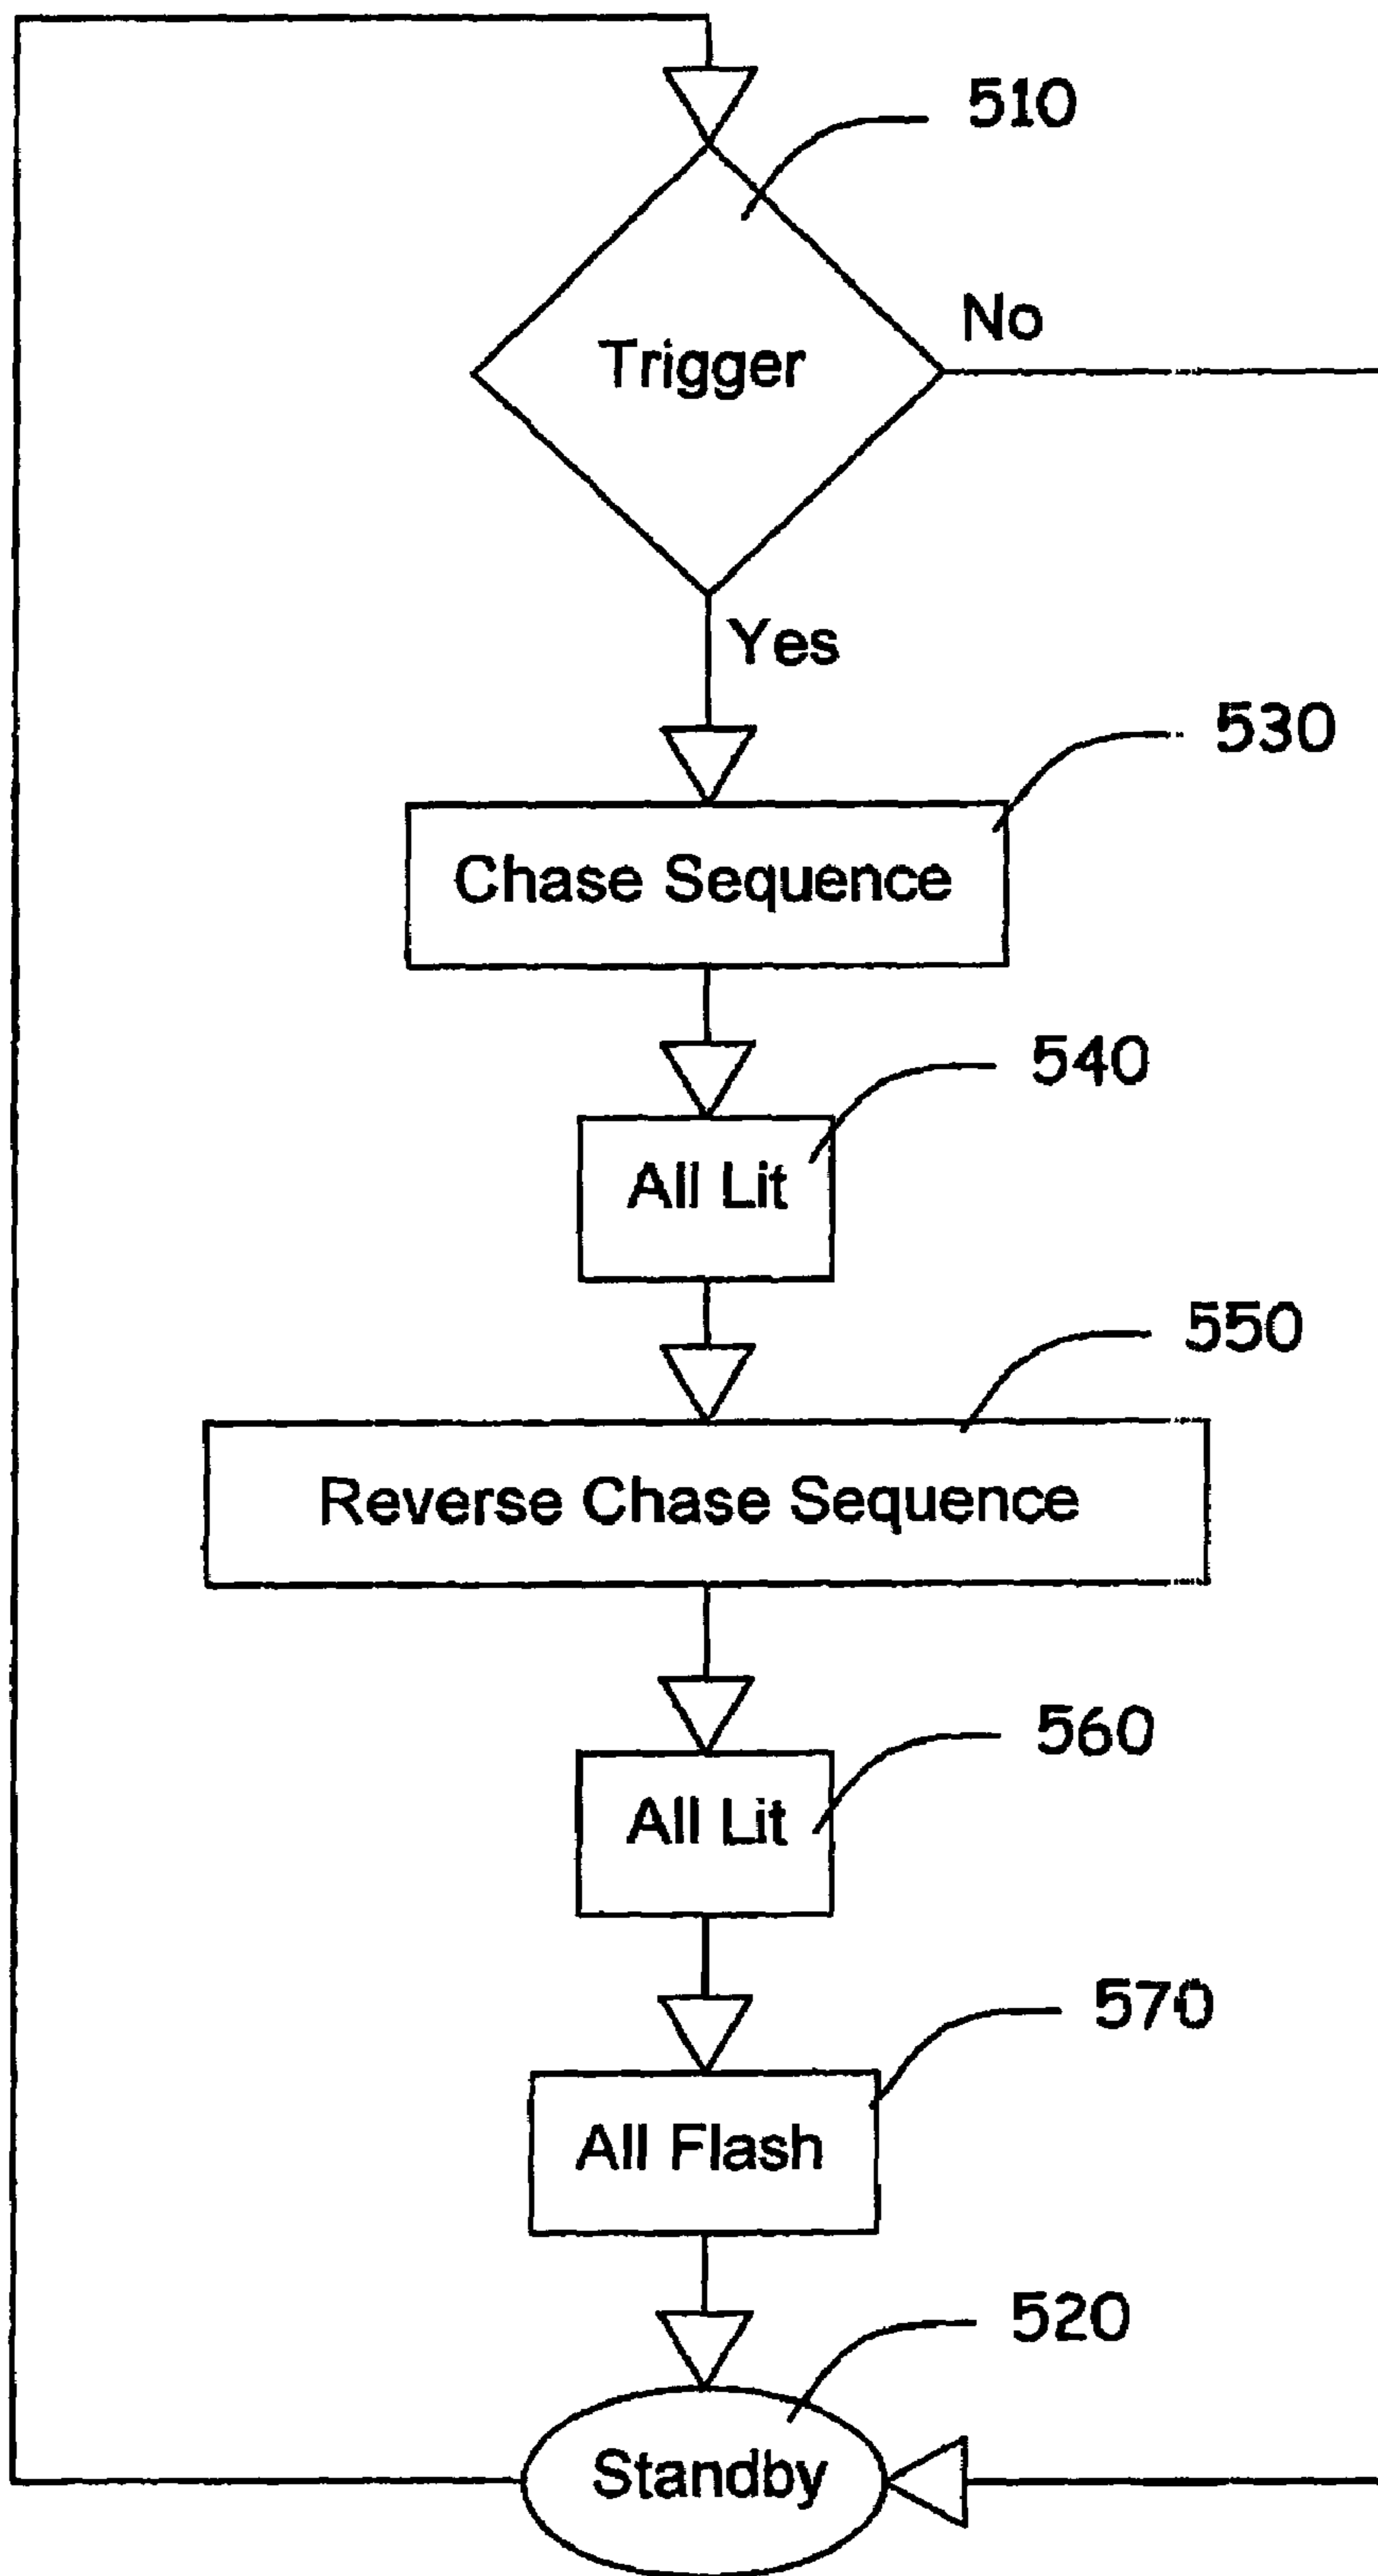 510
No
Trigger
Yes
530
Chase Sequence
540
All Lit
550
Reverse Chase Sequence
560
All Lit
570
All Flash
520
Standby